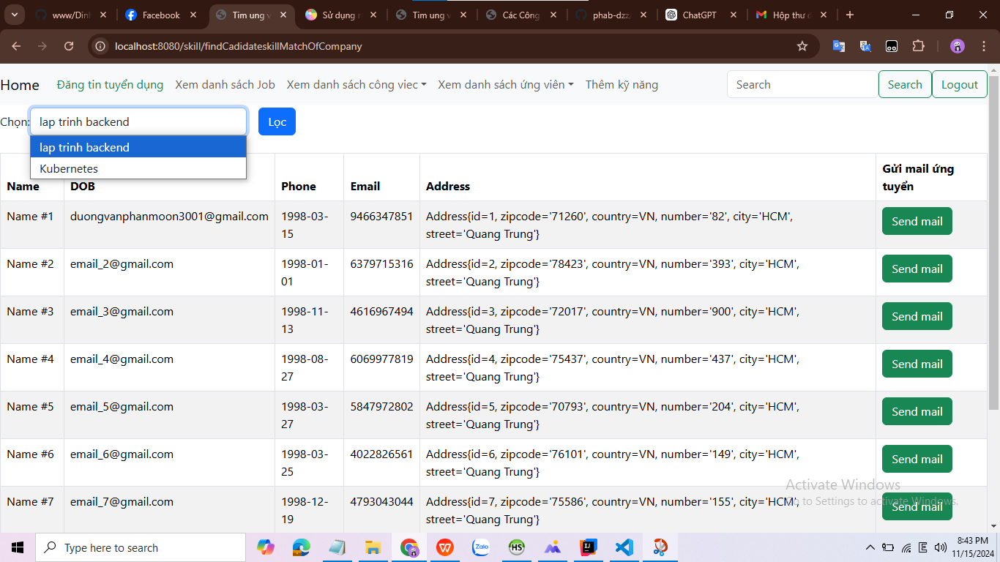 www/Dinh
Facebook
Tim ung v
Sử dụng r
Tim ung v
Các Công
phab-dzz
ChatGPT
Hộp thư đ
localhost:8080/skill/findCadidateskillMatchOfCompany
Home Đăng tin tuyển dụng Xem danh sách Job Xem danh sách công viec Xem danh sách ứng viên Thêm kỹ năng Search Search Logout
Chọn: lap trinh backend Lọc
lap trinh backend
Kubernetes
Name DOB Phone Email Address Gửi mail ứng
tuyển
Name #1 duongvanphanmoon3001@gmail.com 1998-03- 9466347851 Address{id=1, zipcode='71260', country=VN, number='82', city='HCM', Send mail
15 street='Quang Trung'}
Name #2 email_2@gmail.com 1998-01- 6379715316 Address{id=2, zipcode='78423', country=VN, number='393', city='HCM', Send mail
01 street='Quang Trung'}
Name #3 email_3@gmail.com 1998-11- 4616967494 Address{id=3, zipcode='72017', country=VN, number='900', city='HCM', Send mail
13 street='Quang Trung'}
Name #4 email_4@gmail.com 1998-08- 6069977819 Address{id=4, zipcode='75437', country=VN, number='437', city='HCM', Send mail
27 street='Quang Trung'}
Name #5 email_5@gmail.com 1998-03- 5847972802 Address{id=5, zipcode='70793', country=VN, number='204', city='HCM', Send mail
27 street='Quang Trung'}
Name #6 email_6@gmail.com 1998-03- 4022826561 Address{id=6, zipcode='76101', country=VN, number='149', city='HCM', Send mail
25 street='Quang Trung'}
Name #7 email_7@gmail.com 1998-12- 4793043044 Address{id=7, zipcode='75586', country=VN, number='155', city='HCM', Send mail
19 street='Quang Trung'}
Activate Windows
Go to Settings to activate Windows.
Type here to search
Zalo
HS
8:43 PM
11/15/2024